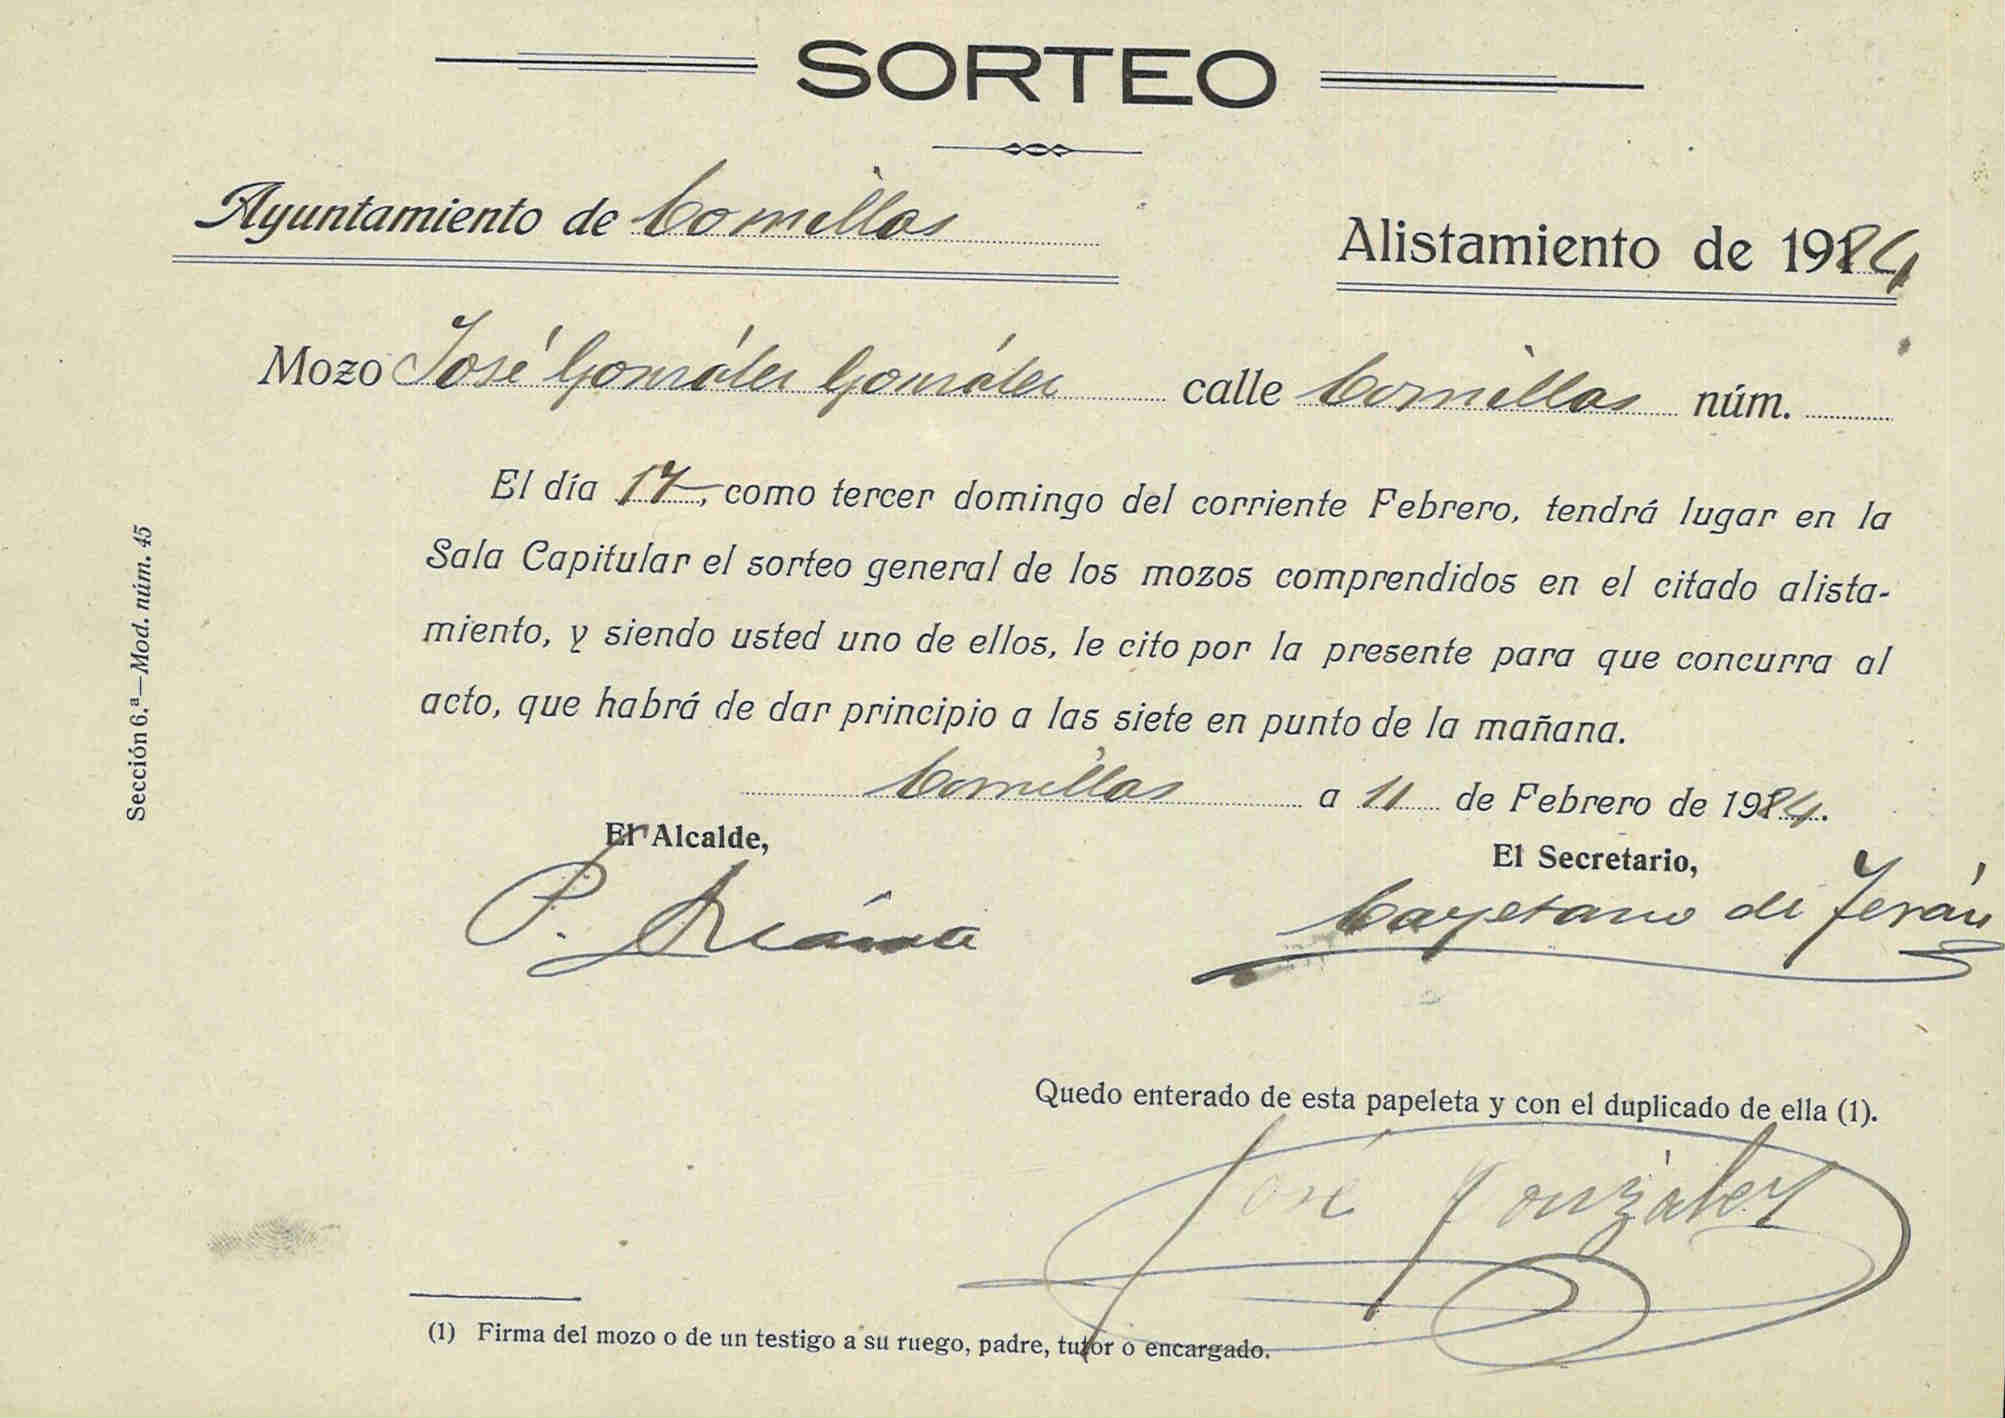 SORTEO
Ayuntamiento de Comillas
Alistamiento de 1924
Mozo José González González calle Comillas núm.
El día 17, como tercer domingo del corriente Febrero, tendrá lugar en la
Sala Capitular el sorteo general de los mozos comprendidos en el citado alista-
miento, y siendo usted uno de ellos, le cito por la presente para que concurra al
acto, que habrá de dar principio a las siete en punto de la mañana.
Comillas a 11 de Febrero de 1924.
El Alcalde,
El Secretario,
P.
Cayetano de Terán
Quedo enterado de esta papeleta y con el duplicado de ella (1).
José González
(1) Firma del mozo o de un testigo a su ruego, padre, tutor o encargado.
Sección 6.ª—Mod. núm. 45